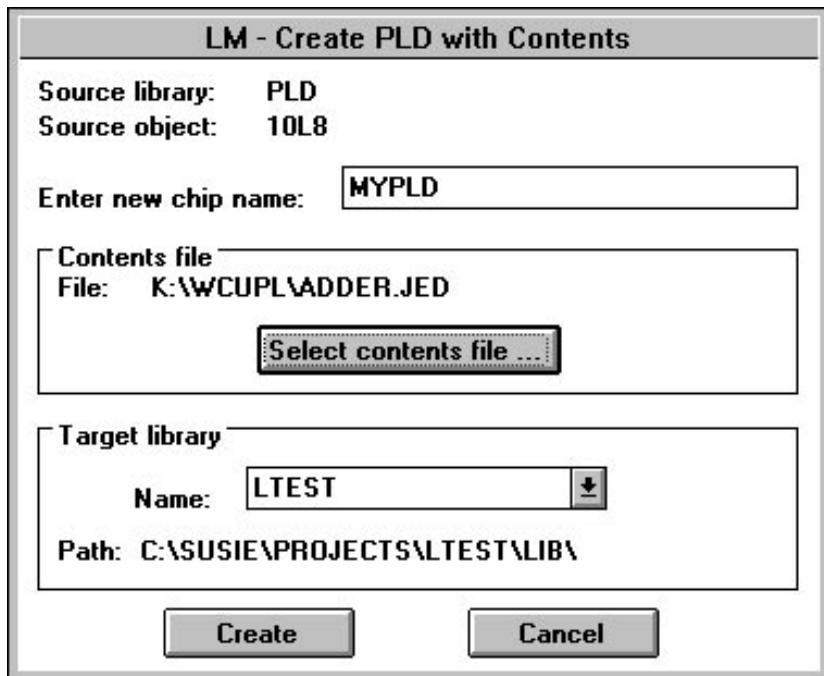 LM - Create PLD with Contents
Source library: PLD
Source object: 10L8
Enter new chip name: MYPLD
Contents file
File: K:\WCUPL\ADDER.JED
Select contents file ...
Target library
Name: LTEST
Path: C:\SUSIE\PROJECTS\LTEST\LIB\
Create Cancel